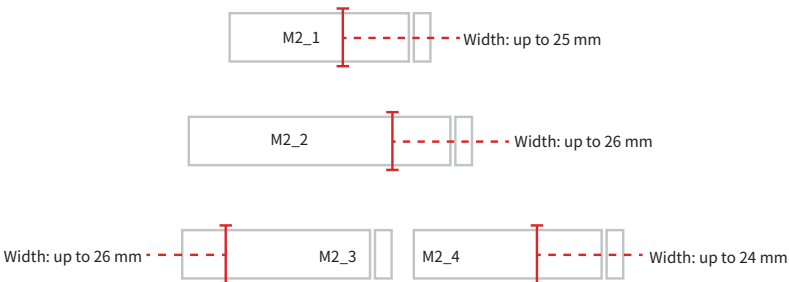 M2_1
Width: up to 25 mm
M2_2
Width: up to 26 mm
Width: up to 26 mm
M2_3
M2_4
Width: up to 24 mm